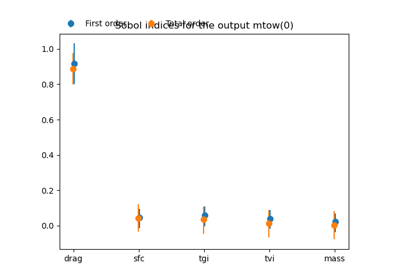 First order Total order
Sobol indices for the output mtow(0)
1.0
0.8
0.6
0.4
0.2
0.0
drag sfc tgi tvi mass